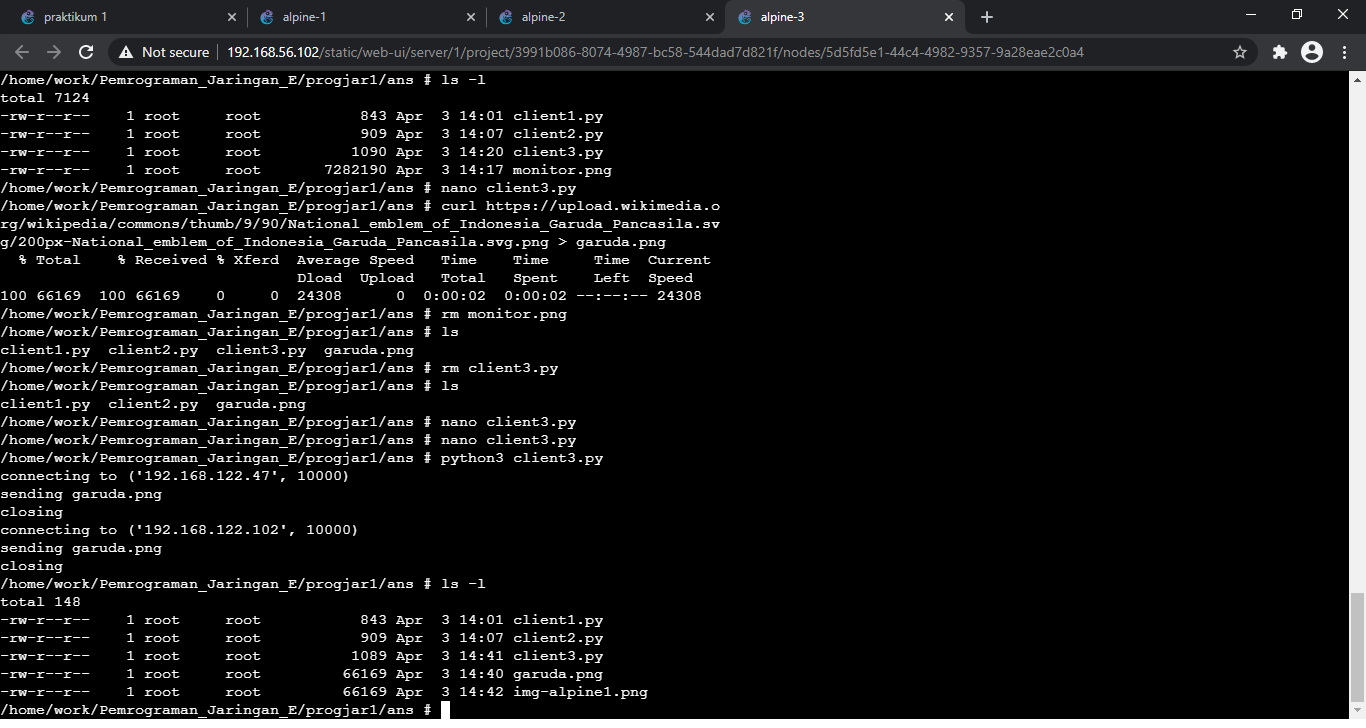 praktikum 1
alpine-1
alpine-2
alpine-3
Not secure 192.168.56.102/static/web-ui/server/1/project/3991b086-8074-4987-bc58-544dad7d821f/nodes/5d5fd5e1-44c4-4982-9357-9a28eae2c0a4
/home/work/Pemrograman_Jaringan_E/progjar1/ans # ls -l
total 7124
-rw-r--r--    1 root     root           843 Apr  3 14:01 client1.py
-rw-r--r--    1 root     root           909 Apr  3 14:07 client2.py
-rw-r--r--    1 root     root          1090 Apr  3 14:20 client3.py
-rw-r--r--    1 root     root       7282190 Apr  3 14:17 monitor.png
/home/work/Pemrograman_Jaringan_E/progjar1/ans # nano client3.py
/home/work/Pemrograman_Jaringan_E/progjar1/ans # curl https://upload.wikimedia.o
rg/wikipedia/commons/thumb/9/90/National_emblem_of_Indonesia_Garuda_Pancasila.sv
g/200px-National_emblem_of_Indonesia_Garuda_Pancasila.svg.png > garuda.png
  % Total    % Received % Xferd  Average Speed   Time    Time     Time  Current
                                 Dload  Upload   Total   Spent    Left  Speed
100 66169  100 66169    0     0  24308      0  0:00:02  0:00:02 --:--:-- 24308
/home/work/Pemrograman_Jaringan_E/progjar1/ans # rm monitor.png
/home/work/Pemrograman_Jaringan_E/progjar1/ans # ls
client1.py  client2.py  client3.py  garuda.png
/home/work/Pemrograman_Jaringan_E/progjar1/ans # rm client3.py
/home/work/Pemrograman_Jaringan_E/progjar1/ans # ls
client1.py  client2.py  garuda.png
/home/work/Pemrograman_Jaringan_E/progjar1/ans # nano client3.py
/home/work/Pemrograman_Jaringan_E/progjar1/ans # nano client3.py
/home/work/Pemrograman_Jaringan_E/progjar1/ans # python3 client3.py
connecting to ('192.168.122.47', 10000)
sending garuda.png
closing
connecting to ('192.168.122.102', 10000)
sending garuda.png
closing
/home/work/Pemrograman_Jaringan_E/progjar1/ans # ls -l
total 148
-rw-r--r--    1 root     root           843 Apr  3 14:01 client1.py
-rw-r--r--    1 root     root           909 Apr  3 14:07 client2.py
-rw-r--r--    1 root     root          1089 Apr  3 14:41 client3.py
-rw-r--r--    1 root     root         66169 Apr  3 14:40 garuda.png
-rw-r--r--    1 root     root         66169 Apr  3 14:42 img-alpine1.png
/home/work/Pemrograman_Jaringan_E/progjar1/ans #